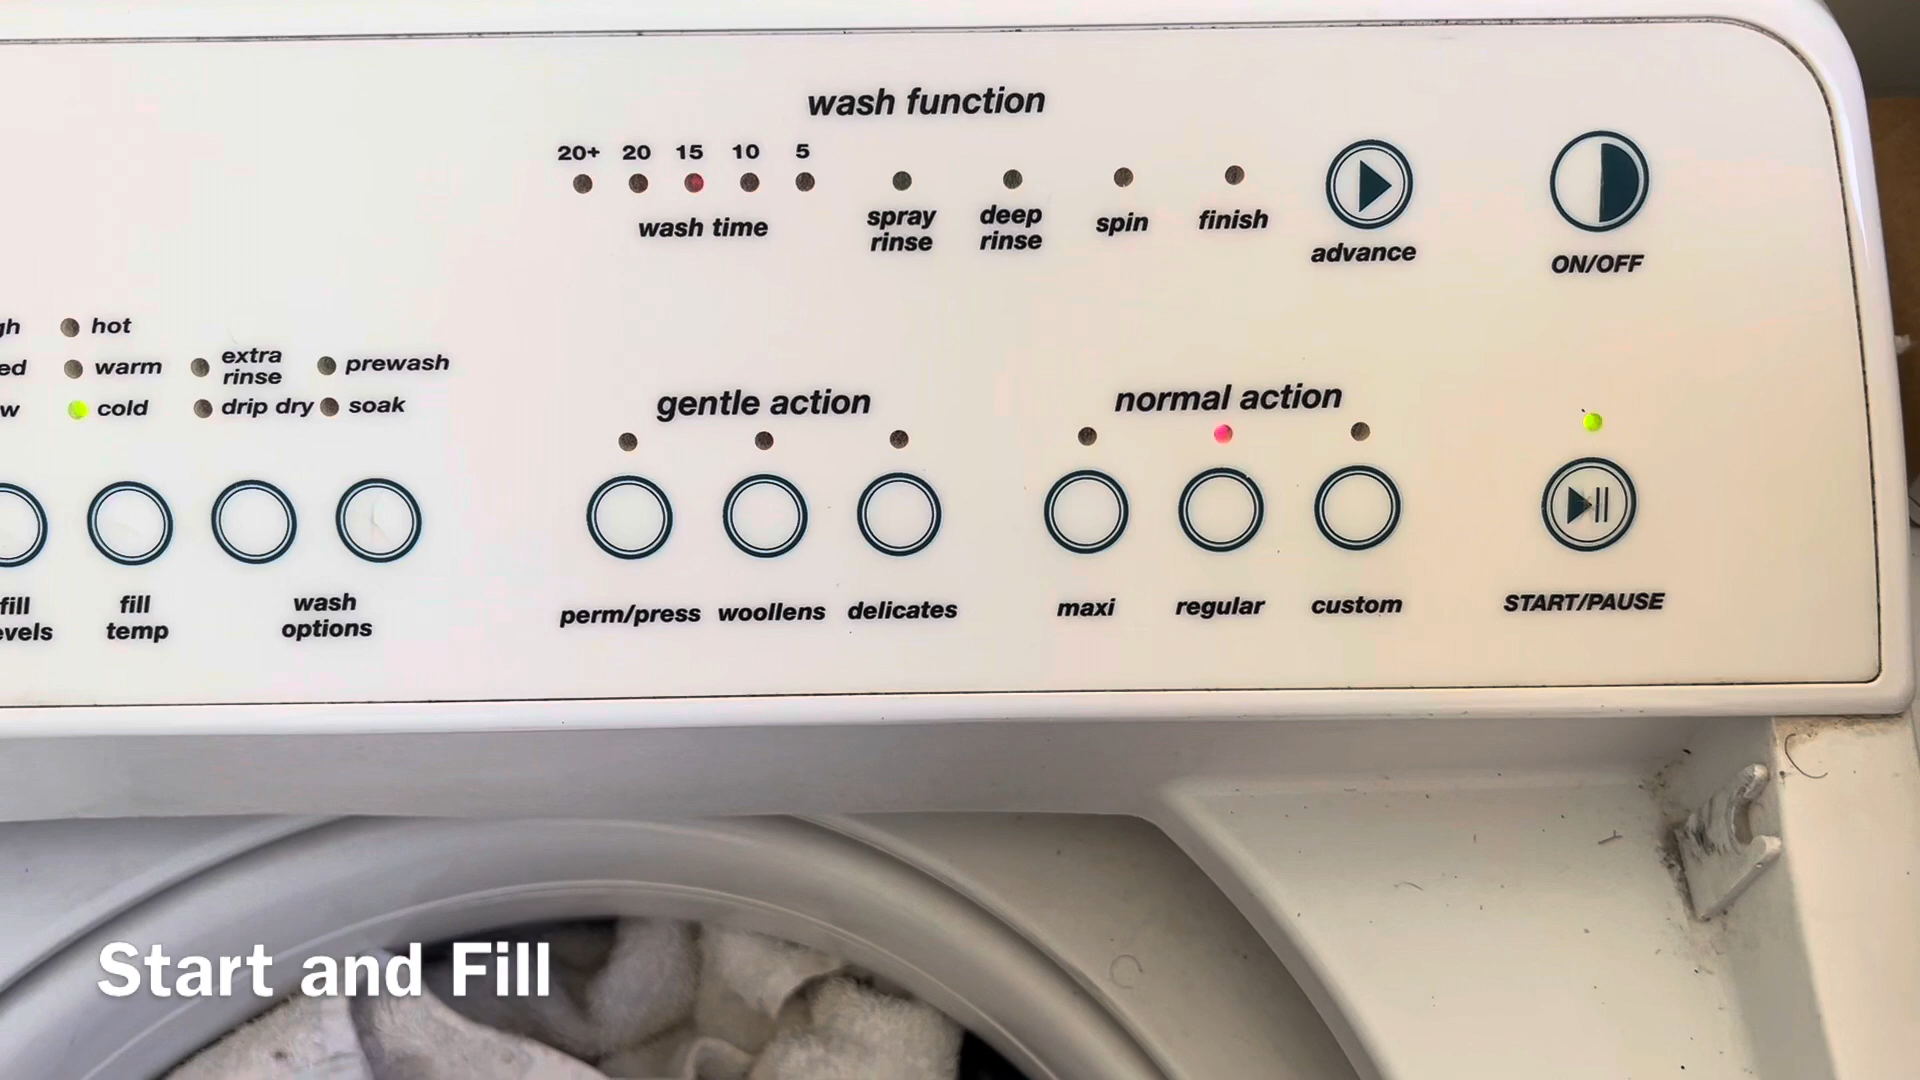 wash function
20+ 20 15 10 5
wash time
spray
rinse
deep
rinse
spin
finish
advance
ON/OFF
hot
warm
cold
extra
rinse
drip dry
prewash
soak
gentle action
normal action
fill
fill
temp
wash
options
perm/press
woollens
delicates
maxi
regular
custom
START/PAUSE
Start and Fill